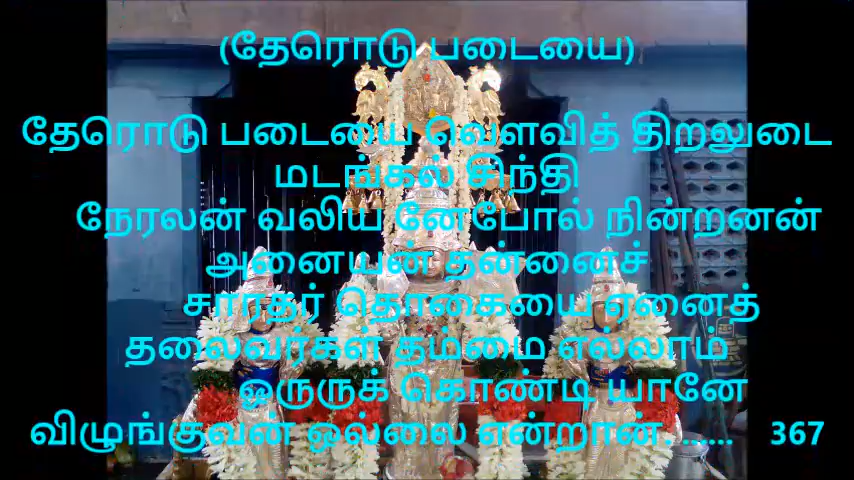 (தேரொடு படையை)
தேரொடு படையை வௌவித் திறலுடை
மடங்கல் சிந்தி
நேரலன் வலிய னேபோல் நின்றனன்
அனையன் தன்னைச்
சாரதர் தொகையை ஏனைத்
தலைவர்கள் தம்மை எல்லாம்
ஒருருக் கொண்டி யானே
விழுங்குவன் ஒல்லை என்றான்....... 367